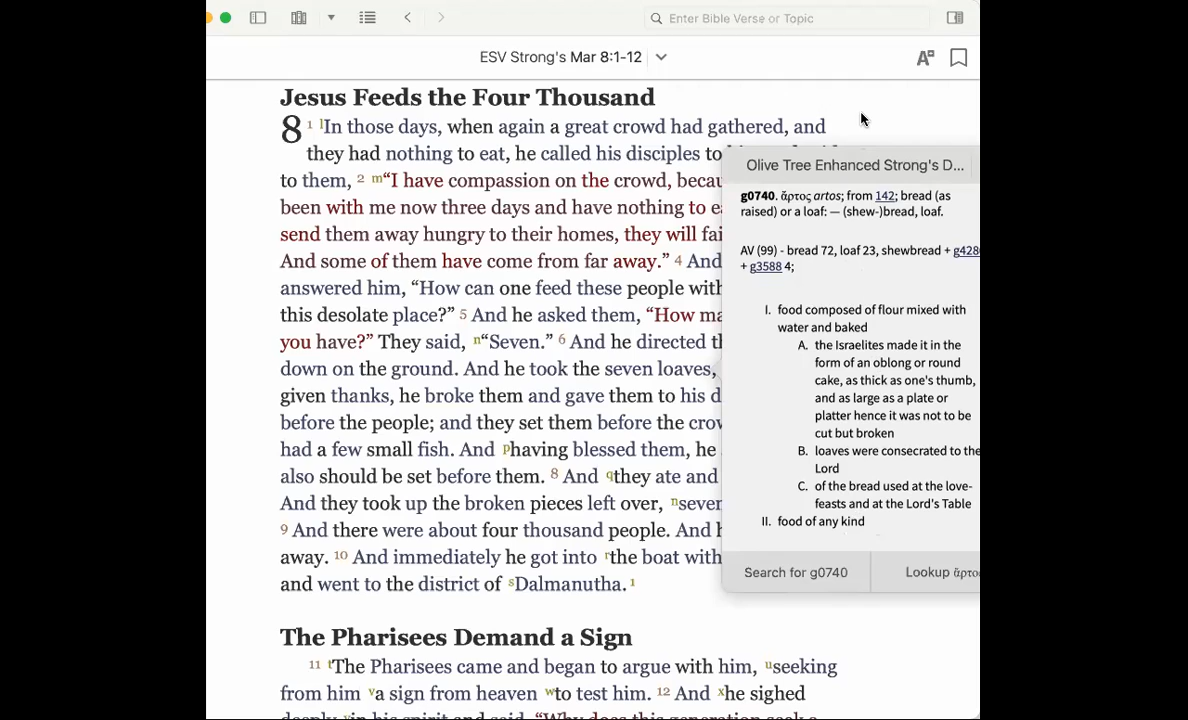 Enter Bible Verse or Topic
ESV Strong's Mar 8:1-12
Jesus Feeds the Four Thousand
8 1 lIn those days, when again a great crowd had gathered, and
they had nothing to eat, he called his disciples to
to them, 2 m“I have compassion on the crowd,
been with me now three days and have nothing to
send them away hungry to their homes, they will
And some of them have come from far away.” 4 And
answered him, “How can one feed these people with
this desolate place?” 5 And he asked them, “How
you have?” They said, n“Seven.” 6 And he directed
down on the ground. And he took the seven loaves,
given thanks, he broke them and gave them to his
before the people; and they set them before the
had a few small fish. And phaving blessed them, he
also should be set before them. 8 And qthey ate and
And they took up the broken pieces left over, nseven
9 And there were about four thousand people. And
away. 10 And immediately he got into rthe boat with
and went to the district of sDalmanutha.1
The Pharisees Demand a Sign
11 tThe Pharisees came and began to argue with him, useeking
from him va sign from heaven wto test him. 12 And xhe sighed
deeply in his spirit and said, “Why does this generation seek a
Olive Tree Enhanced Strong's D...
g0740. ἄρτος artos; from 142; bread (as
raised) or a loaf: — (shew-)bread, loaf.
AV (99) - bread 72, loaf 23, shewbread + g428
+ g3588 4;
I. food composed of flour mixed with
water and baked
A. the Israelites made it in the
form of an oblong or round
cake, as thick as one's thumb,
and as large as a plate or
platter hence it was not to be
cut but broken
B. loaves were consecrated to the
Lord
C. of the bread used at the love-
feasts and at the Lord's Table
II. food of any kind
Search for g0740
Lookup ἄρτο